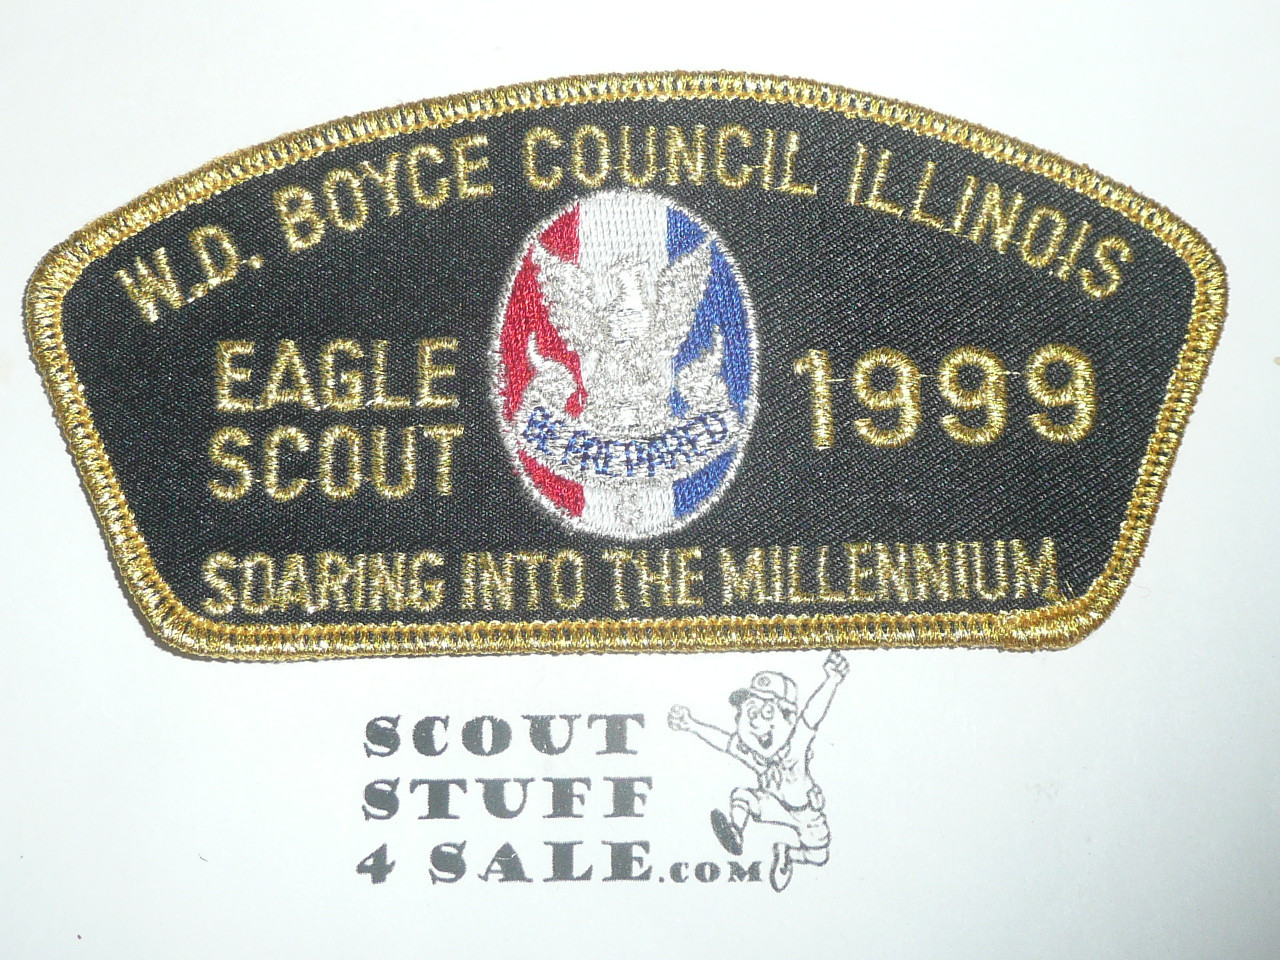 W.D. BOYCE COUNCIL ILLINOIS
EAGLE
SCOUT
1999
BE PREPARED
SOARING INTO THE MILLENNIUM
SCOUT
STUFF
4 SALE.COM